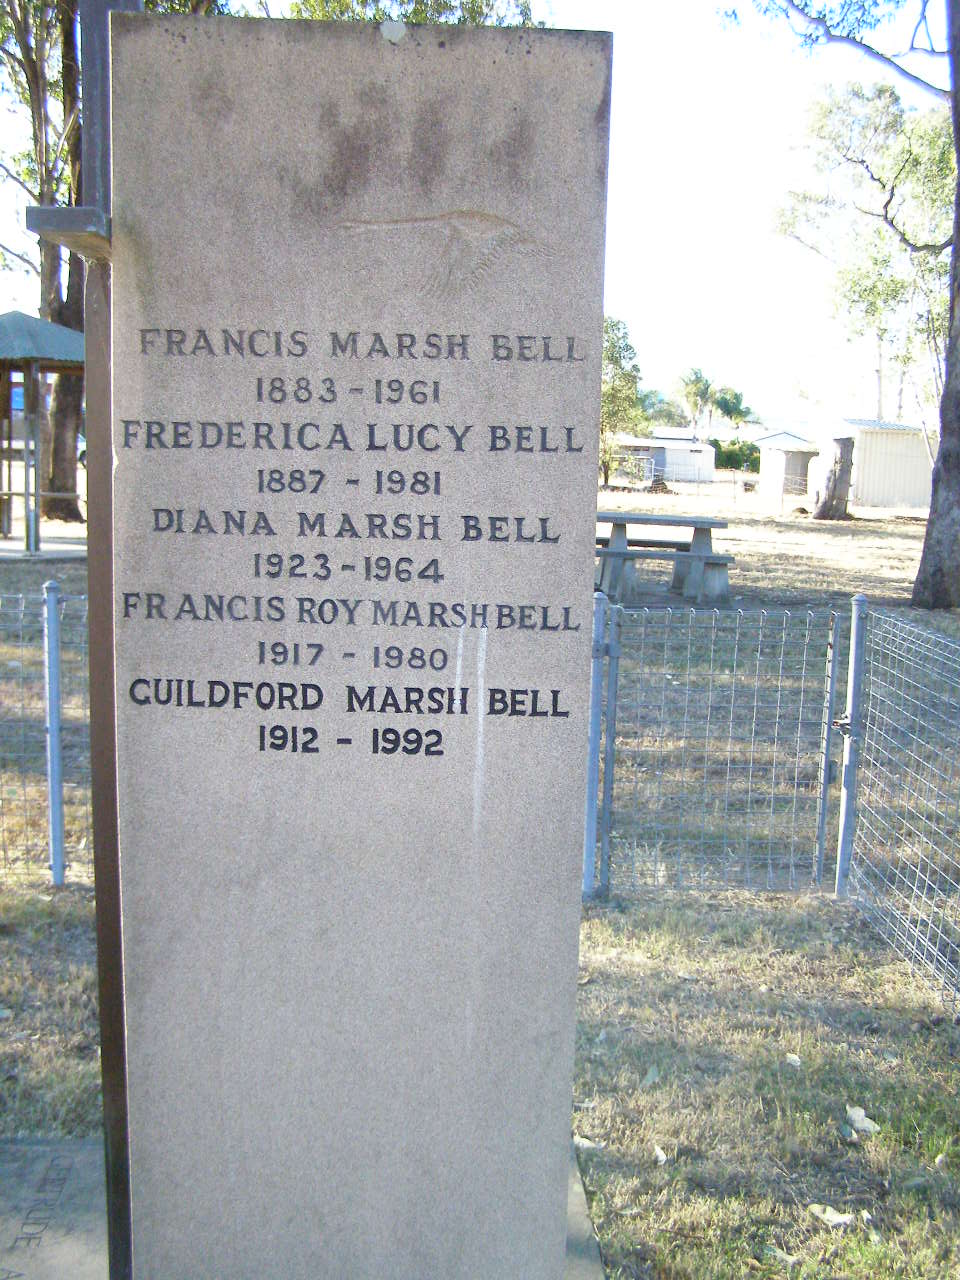 FRANCIS MARSH BELL
1883 - 1961
FREDERICA LUCY BELL
1887 - 1981
DIANA MARSH BELL
1923 - 1964
FRANCIS ROY MARSH BELL
1917 - 1980
GUILDFORD MARSH BELL
1912 - 1992
GERTRUDE